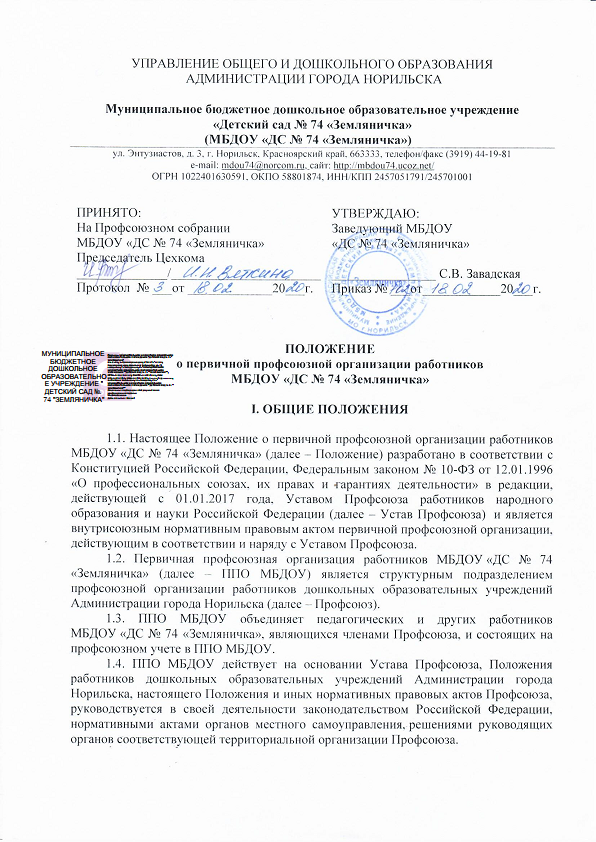 УПРАВЛЕНИЕ ОБЩЕГО И ДОШКОЛЬНОГО ОБРАЗОВАНИЯ
АДМИНИСТРАЦИИ ГОРОДА НОРИЛЬСКА
Муниципальное бюджетное дошкольное образовательное учреждение
«Детский сад № 74 «Земляничка»
(МБДОУ «ДС № 74 «Земляничка»)
ул. Энтузиастов, д. 3, г. Норильск, Красноярский край, 663333, телефон/факс (3919) 44-19-81
e-mail: mdou74@norcom.ru, сайт: http://mbdou74.ucoz.net/
ОГРН 1022401630591, ОКПО 58801874, ИНН/КПП 2457051791/245701001
ПРИНЯТО:
На Профсоюзном собрании
МБДОУ «ДС № 74 «Земляничка»
Председатель Цехкома
/ И.Н. Вяткина
Протокол № 3 от 18.02 2020г.
УТВЕРЖДАЮ:
Заведующий МБДОУ
«ДС № 74 «Земляничка»
С.В. Завадская
Приказ № от 18.02 2020 г.
МУНИЦИПАЛЬНОЕ
БЮДЖЕТНОЕ
ДОШКОЛЬНОЕ
ОБРАЗОВАТЕЛЬНО
Е УЧРЕЖДЕНИЕ "
ДЕТСКИЙ САД №
74 "ЗЕМЛЯНИЧКА"
ПОЛОЖЕНИЕ
о первичной профсоюзной организации работников
МБДОУ «ДС № 74 «Земляничка»
I. ОБЩИЕ ПОЛОЖЕНИЯ
1.1. Настоящее Положение о первичной профсоюзной организации работников
МБДОУ «ДС № 74 «Земляничка» (далее – Положение) разработано в соответствии с
Конституцией Российской Федерации, Федеральным законом № 10-ФЗ от 12.01.1996
«О профессиональных союзах, их правах и гарантиях деятельности» в редакции,
действующей с 01.01.2017 года, Уставом Профсоюза работников народного
образования и науки Российской Федерации (далее – Устав Профсоюза) и является
внутрисоюзным нормативным правовым актом первичной профсоюзной организации,
действующим в соответствии и наряду с Уставом Профсоюза.
1.2. Первичная профсоюзная организация работников МБДОУ «ДС № 74
«Земляничка» (далее – ППО МБДОУ) является структурным подразделением
профсоюзной организации работников дошкольных образовательных учреждений
Администрации города Норильска (далее – Профсоюз).
1.3. ППО МБДОУ объединяет педагогических и других работников
МБДОУ «ДС № 74 «Земляничка», являющихся членами Профсоюза, и состоящих на
профсоюзном учете в ППО МБДОУ.
1.4. ППО МБДОУ действует на основании Устава Профсоюза, Положения
работников дошкольных образовательных учреждений Администрации города
Норильска, настоящего Положения и иных нормативных правовых актов Профсоюза,
руководствуется в своей деятельности законодательством Российской Федерации,
нормативными актами органов местного самоуправления, решениями руководящих
органов соответствующей территориальной организации Профсоюза.